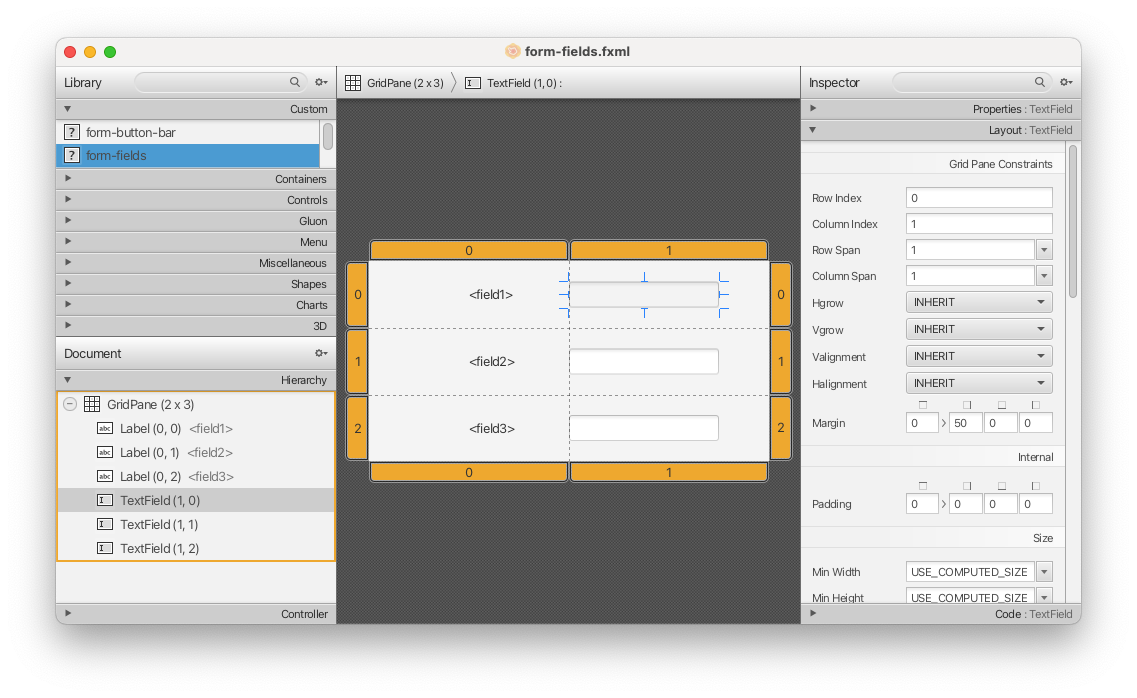 form-fields.fxml
Library
Custom
? form-button-bar
? form-fields
Containers
Controls
Gluon
Menu
Miscellaneous
Shapes
Charts
3D
Document
Hierarchy
GridPane (2 x 3)
abc Label (0, 0) <field1>
abc Label (0, 1) <field2>
abc Label (0, 2) <field3>
TextField (1, 0)
TextField (1, 1)
TextField (1, 2)
Controller
GridPane (2 x 3) TextField (1, 0) :
0 1
0 <field1> 0
1 <field2> 1
2 <field3> 2
0 1
Inspector
Properties : TextField
Layout : TextField
Grid Pane Constraints
Row Index 0
Column Index 1
Row Span 1
Column Span 1
Hgrow INHERIT
Vgrow INHERIT
Valignment INHERIT
Halignment INHERIT
Margin 0 50 0 0
Internal
Padding 0 0 0 0
Size
Min Width USE_COMPUTED_SIZE
Min Height USE_COMPUTED_SIZE
Code : TextField